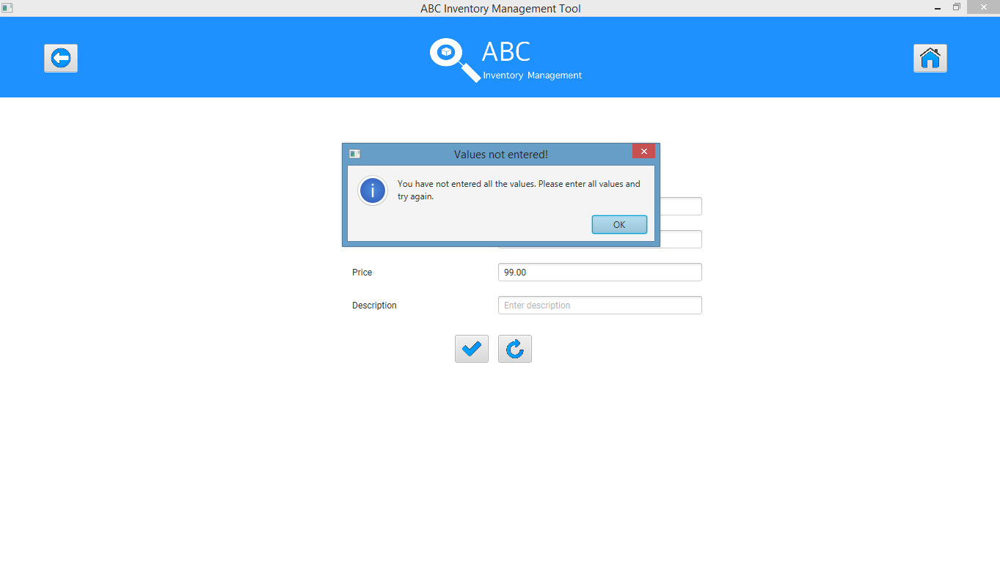 ABC Inventory Management Tool
ABC
Inventory Management
Values not entered!
You have not entered all the values. Please enter all values and
try again.
OK
Price
99.00
Description
Enter description